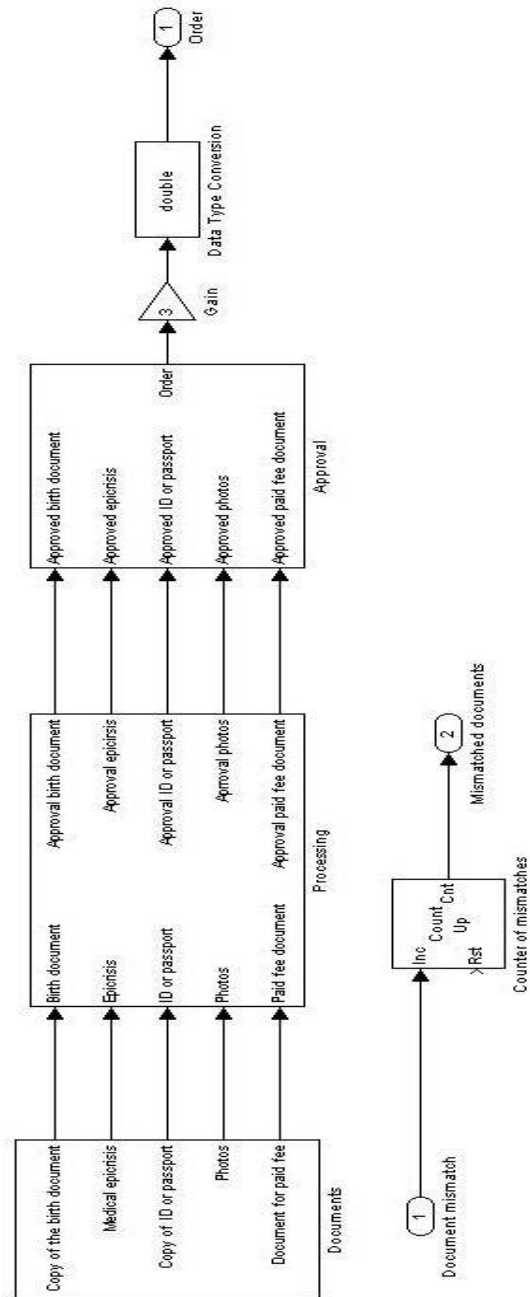 Copy of the birth document
Medical epicrisis
Copy of ID or passport
Photos
Document for paid fee
Documents
Birth document
Epicrisis
ID or passport
Photos
Paid fee document
Approval birth document
Approval epicirsis
Approval ID or passport
Aprroval photos
Approval paid fee document
Processing
Approved birth document
Approved epicrisis
Approved ID or passport
Approved photos
Approved paid fee document
Order
Approval
3
Gain
double
Data Type Conversion
1
Order
1
Document mismatch
Inc
Count
Up
Cnt
Rst
Counter of mismatches
2
Mismatched documents